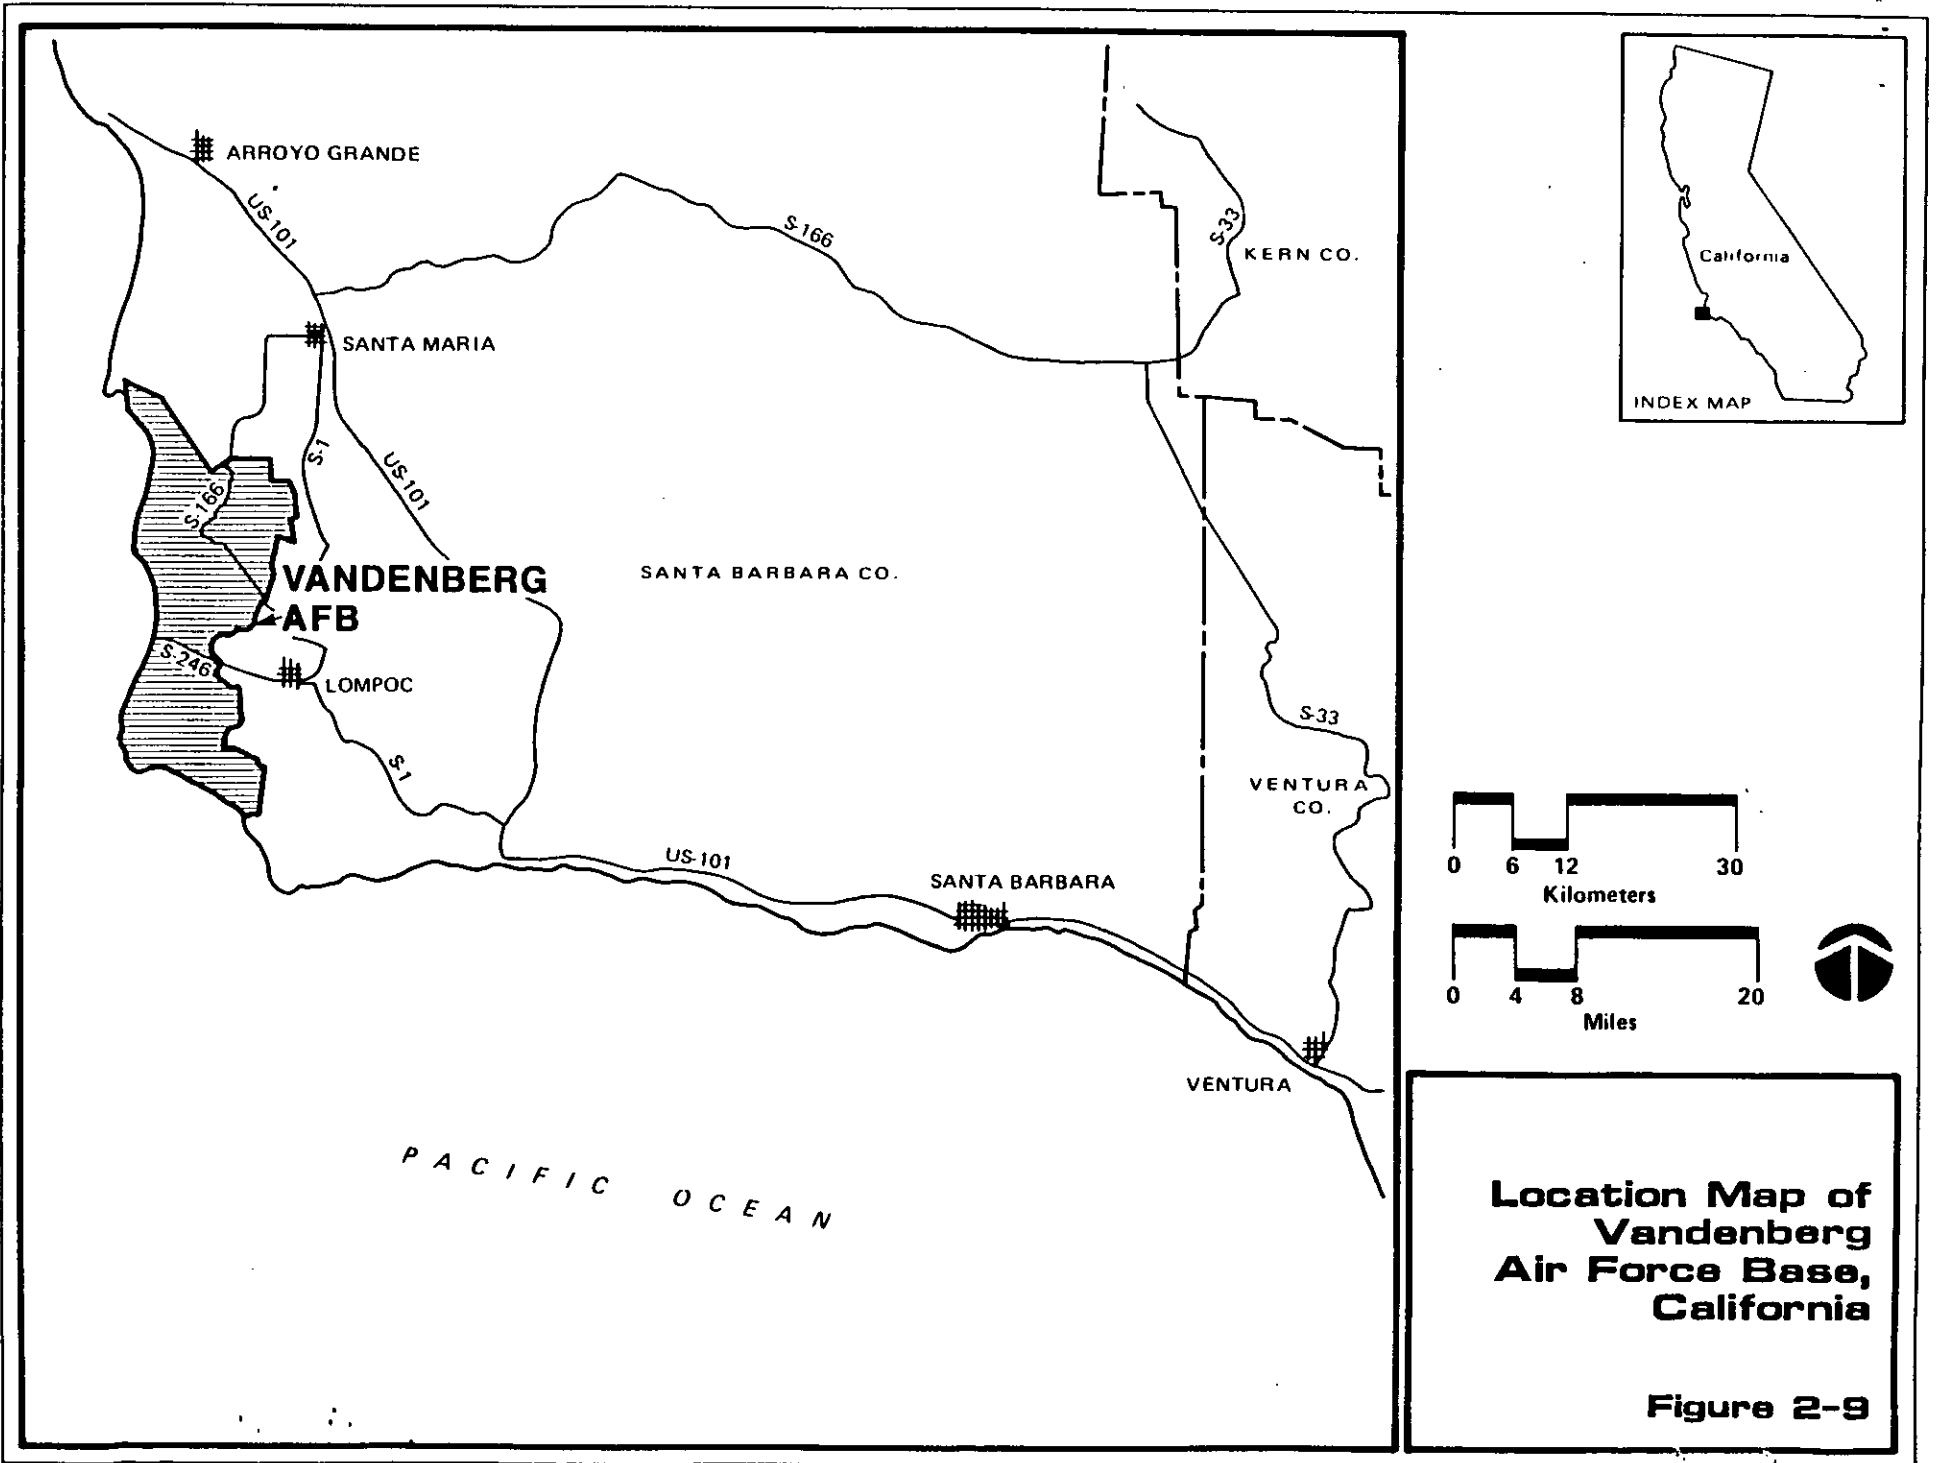 ARROYO GRANDE
US-101
S-166
S-33
KERN CO.
SANTA MARIA
S-1
US-101
S-166
VANDENBERG
AFB
SANTA BARBARA CO.
S-246
LOMPOC
S-1
S-33
VENTURA
CO.
US-101
SANTA BARBARA
VENTURA
PACIFIC OCEAN
California
INDEX MAP
0 6 12 30
Kilometers
0 4 8 20
Miles
Location Map of
Vandenberg
Air Force Base,
California
Figure 2-9